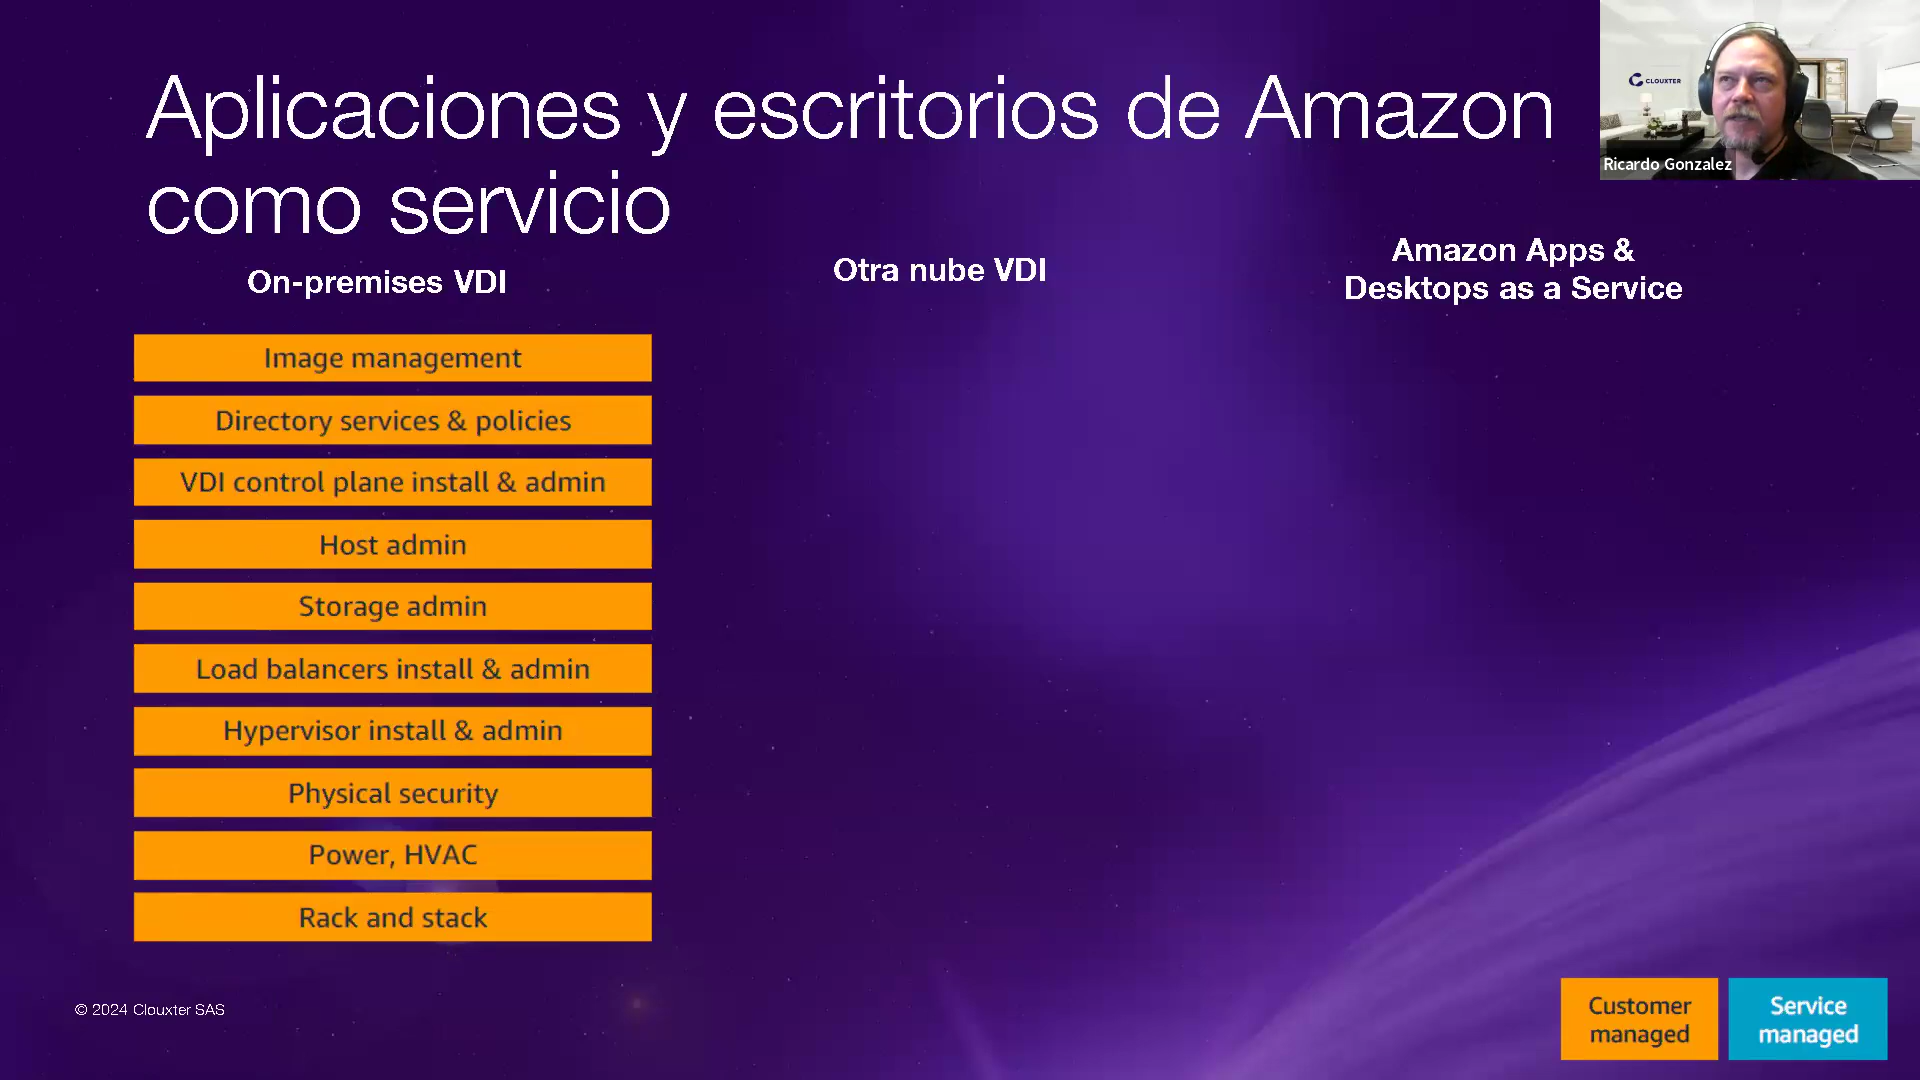 Aplicaciones y escritorios de Amazon
como servicio
CLOUXTER
Ricardo Gonzalez
On-premises VDI
Otra nube VDI
Amazon Apps &
Desktops as a Service
Image management
Directory services & policies
VDI control plane install & admin
Host admin
Storage admin
Load balancers install & admin
Hypervisor install & admin
Physical security
Power, HVAC
Rack and stack
© 2024 Clouxter SAS
Customer
managed
Service
managed